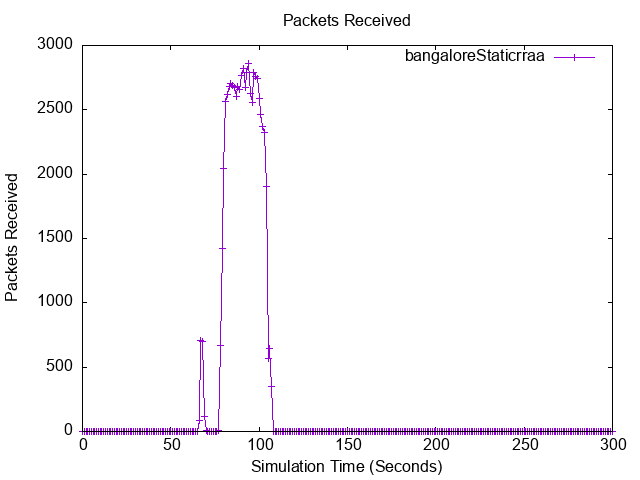 Packets Received
bangaloreStaticrraa
3000
2500
2000
1500
1000
500
0
Packets Received
0 50 100 150 200 250 300
Simulation Time (Seconds)